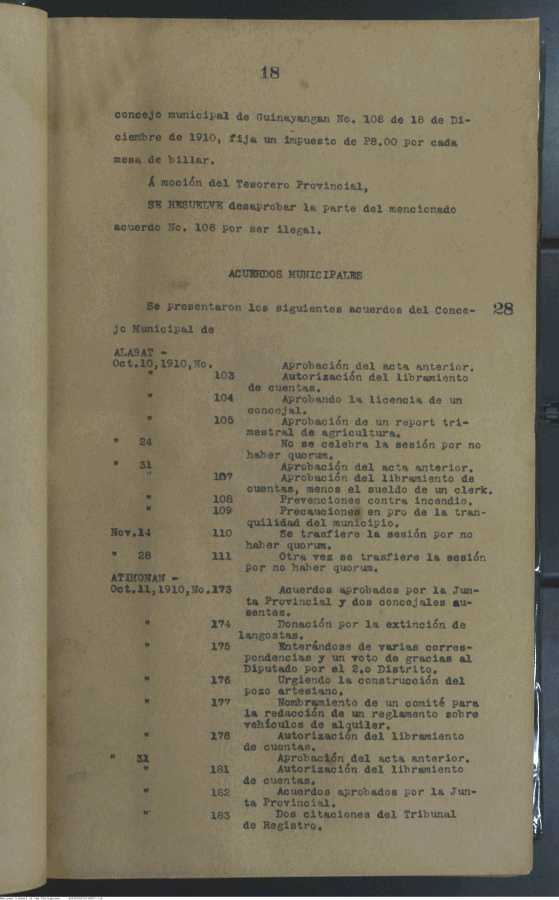 18
concejo municipal de Guinayangan No. 108 de 18 de Di-
ciembre de 1910, fija un impuesto de P8.00 por cada
mesa de billar.
Á moción del Tesorero Provincial,
SE RESUELVE desaprobar la parte del mencionado
acuerdo No. 108 por ser ilegal.
ACUERDOS MUNICIPALES
Se presentaron los siguientes acuerdos del Conce- 28
jo Municipal de
ALABAT -
Oct.10,1910,No. Aprobación del acta anterior.
" 103 Autorización del libramiento
de cuentas.
" 104 Aprobando la licencia de un
concejal.
" 105 Aprobación de un report tri-
mestral de agricultura.
" 24 No se celebra la sesión por no
haber quorum.
" 31 Aprobación del acta anterior.
" 107 Aprobación del libramiento de
cuentas, menos el sueldo de un clerk.
" 108 Prevenciones contra incendio.
" 109 Precauciones en pro de la tran-
quilidad del municipio.
Nov.14 110 Se trasfiere la sesión por no
haber quorum.
" 28 111 Otra vez se trasfiere la sesión
por no haber quorum.
ATIMONAN -
Oct.11,1910,No.173 Acuerdos aprobados por la Jun-
ta Provincial y dos concejales au-
sentes.
" 174 Donación por la extinción de
langostas.
" 175 Enterándose de varias corres-
pondencias y un voto de gracias al
Diputado por el 2.o Distrito.
" 176 Urgiendo la construcción del
pozo artesiano.
" 177 Nombramiento de un comité para
la redacción de un reglamento sobre
vehículos de alquiler.
" 178 Autorización del libramiento
de cuentas.
" 31 Aprobación del acta anterior.
" 181 Autorización del libramiento
de cuentas.
" 182 Acuerdos aprobados por la Jun-
ta Provincial.
" 183 Dos citaciones del Tribunal
de Registro.